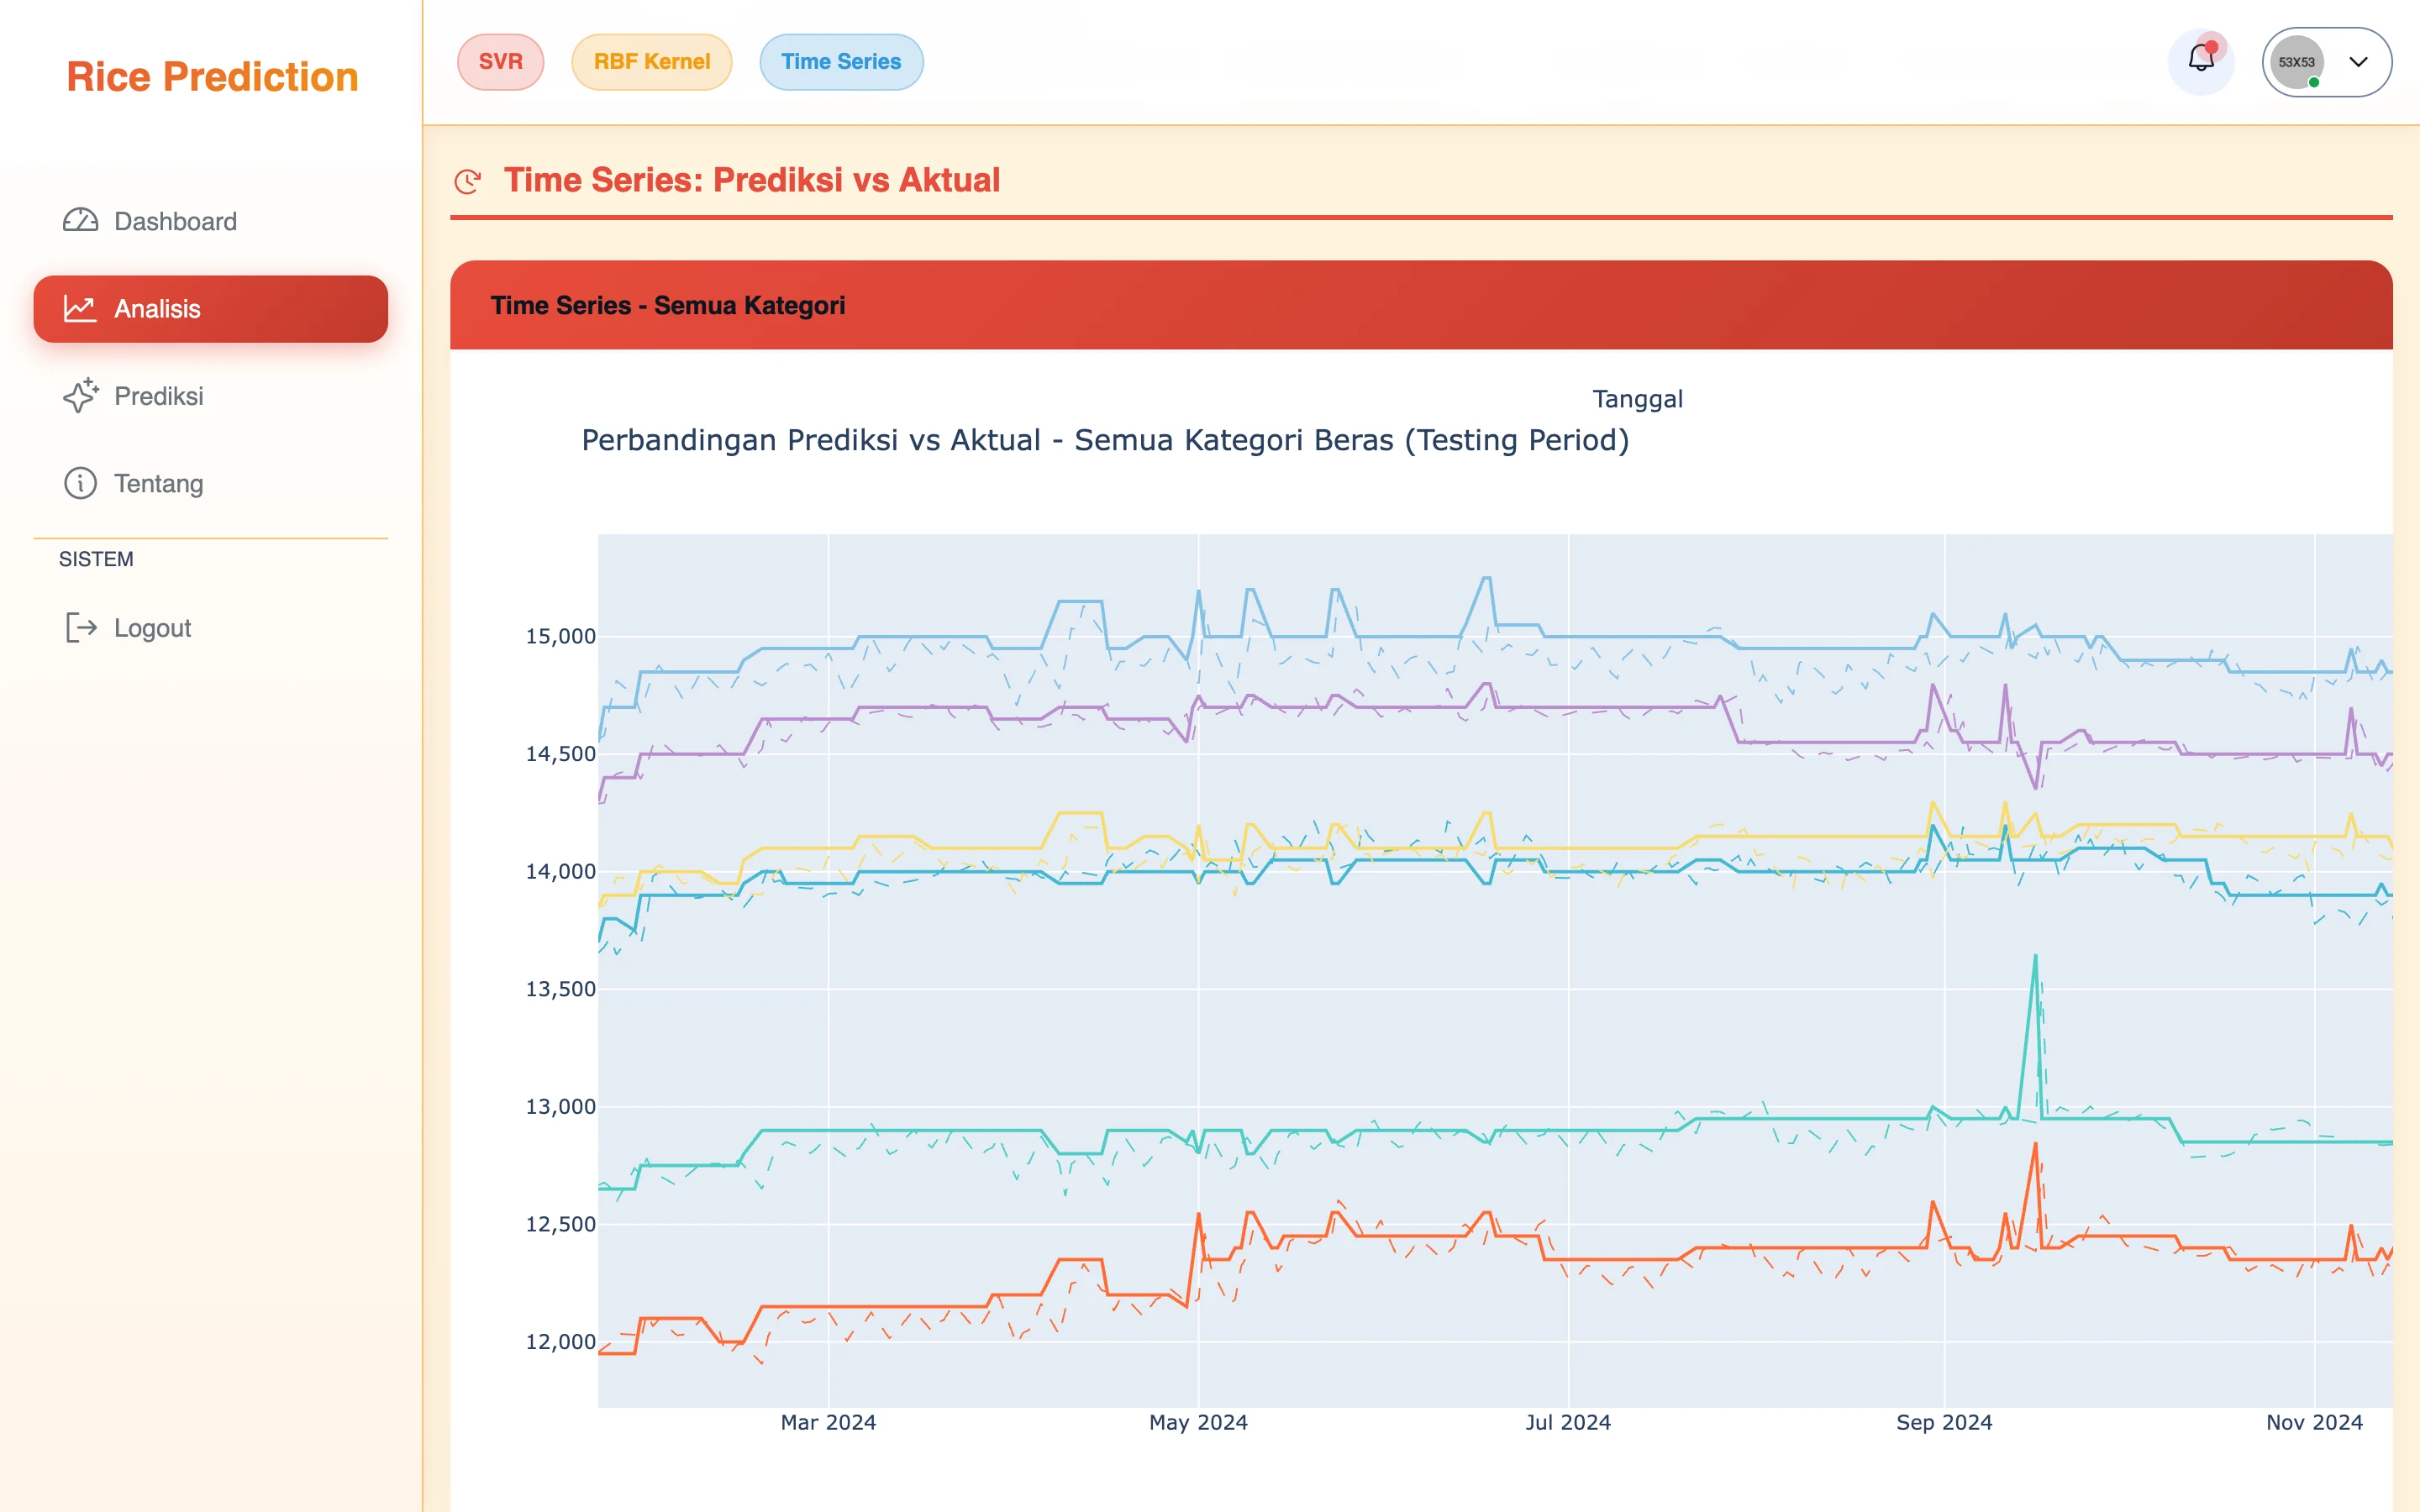 Rice Prediction
SVR
RBF Kernel
Time Series
53X53
Dashboard
Analisis
Prediksi
Tentang
SISTEM
Logout
Time Series: Prediksi vs Aktual
Time Series - Semua Kategori
Tanggal
Perbandingan Prediksi vs Aktual - Semua Kategori Beras (Testing Period)
15,000
14,500
14,000
13,500
13,000
12,500
12,000
Mar 2024
May 2024
Jul 2024
Sep 2024
Nov 2024